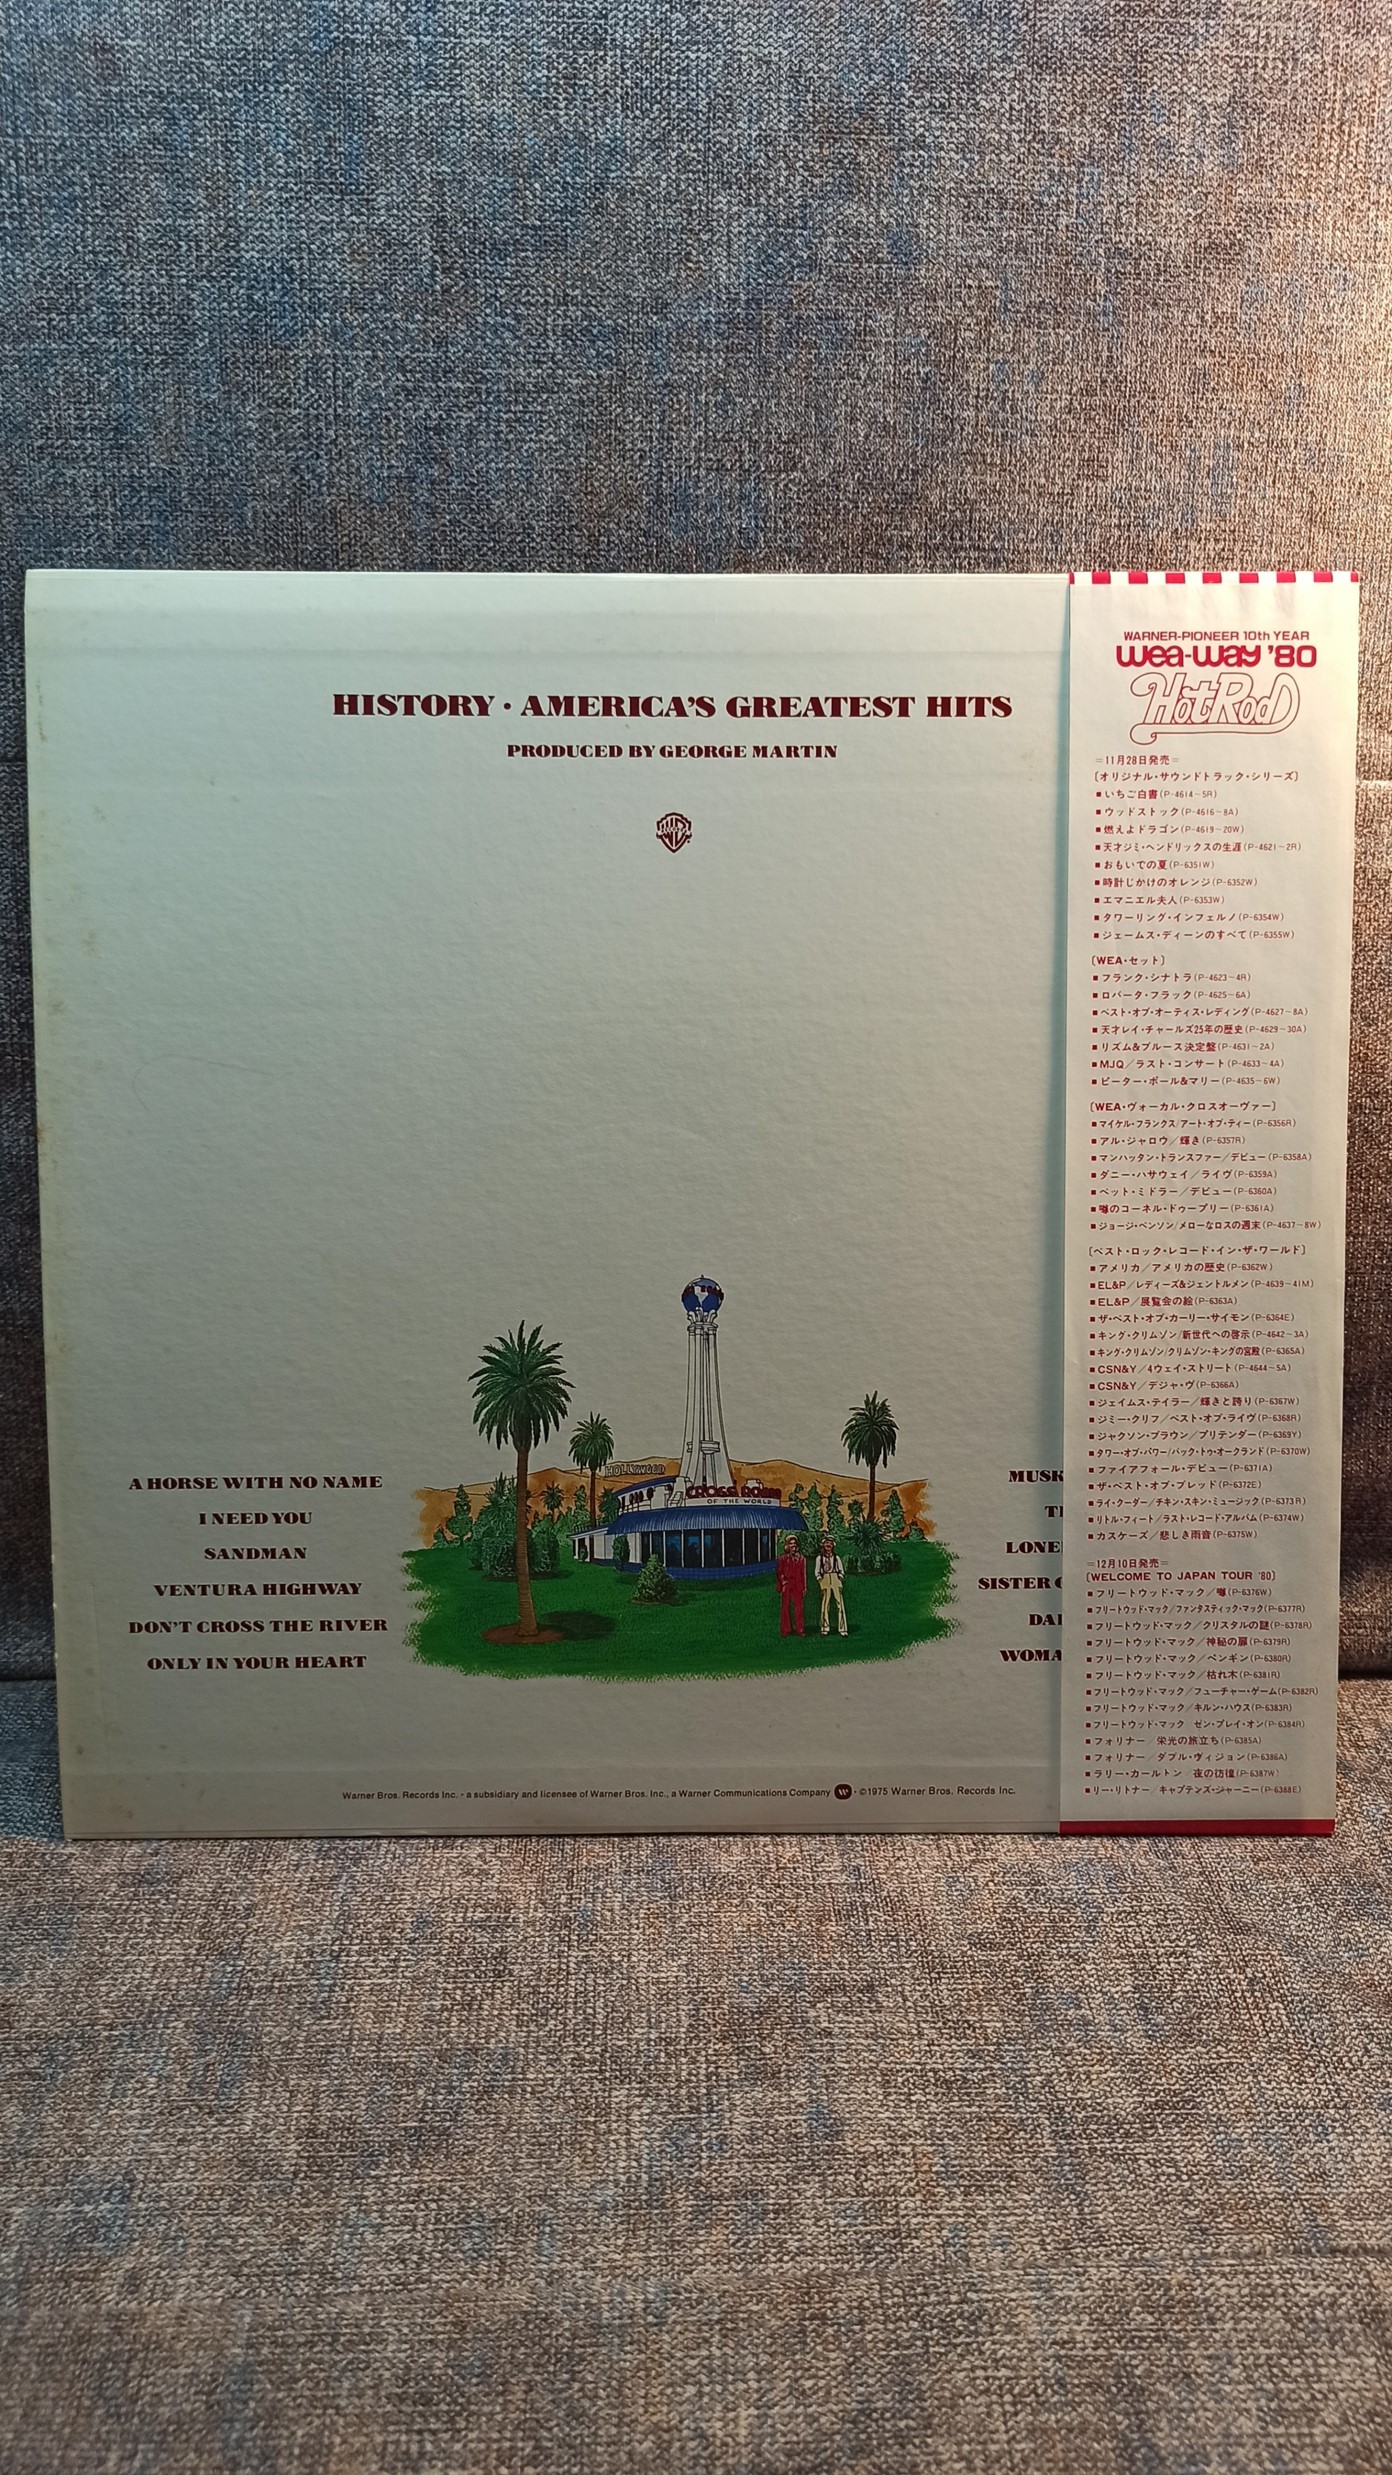 HISTORY · AMERICA'S GREATEST HITS
PRODUCED BY GEORGE MARTIN
A HORSE WITH NO NAME
I NEED YOU
SANDMAN
VENTURA HIGHWAY
DON'T CROSS THE RIVER
ONLY IN YOUR HEART
HOLLYWOOD
CROSS ROADS
OF THE WORLD
MUSK
LONE
SISTER
DAI
WOMA
Warner Bros. Records Inc. · a subsidiary and licensee of Warner Bros. Inc., a Warner Communications Company W · ©1975 Warner Bros. Records Inc.
WARNER-PIONEER 10th YEAR
wea-way '80
Hot Rod
=11月28日発売=
〔オリジナル・サウンドトラック・シリーズ〕
■いちご白書(P-4614~5R)
■ウッドストック(P-4616~8A)
■燃えよドラゴン(P-4619~20W)
■天才ジミ・ヘンドリックスの生涯(P-4621~2R)
■おもいでの夏(P-6351W)
■時計じかけのオレンジ(P-6352W)
■エマニエル夫人(P-6353W)
■タワーリング・インフェルノ(P-6354W)
■ジェームス・ディーンのすべて(P-6355W)
〔WEA・セット〕
■フランク・シナトラ(P-4623~4R)
■ロバータ・フラック(P-4625~6A)
■ベスト・オブ・オーティス・レディング(P-4627~8A)
■天才レイ・チャールズ25年の歴史(P-4629~30A)
■リズム&ブルース決定盤(P-4631~2A)
■MJQ/ラスト・コンサート(P-4633~4A)
■ピーター・ポール&マリー(P-4635~6W)
〔WEA・ヴォーカル・クロスオーヴァー〕
■マイケル・フランクス/アート・オブ・ティー(P-6356R)
■アル・ジャロウ/輝き(P-6357R)
■マンハッタン・トランスファー/デビュー(P-6358A)
■ダニー・ハサウェイ/ライヴ(P-6359A)
■ベット・ミドラー/デビュー(P-6360A)
■噂のコーネル・ドゥープリー(P-6361A)
■ジョージ・ベンソン/メローなロスの週末(P-4637~8W)
〔ベスト・ロック・レコード・イン・ザ・ワールド〕
■アメリカ/アメリカの歴史(P-6362W)
■EL&P/レディーズ&ジェントルメン(P-4639~41M)
■EL&P/展覧会の絵(P-6363A)
■ザ・ベスト・オブ・カーリー・サイモン(P-6364E)
■キング・クリムゾン/新世代への啓示(P-4642~3A)
■キング・クリムゾン/クリムゾン・キングの宮殿(P-6365A)
■CSN&Y/4ウェイ・ストリート(P-4644~5A)
■CSN&Y/デジャ・ヴ(P-6366A)
■ジェイムス・テイラー/輝きと誇り(P-6367W)
■ジミー・クリフ/ベスト・オブ・ライヴ(P-6368R)
■ジャクソン・ブラウン/プリテンダー(P-6369Y)
■タワー・オブ・パワー/バック・トゥ・オークランド(P-6370W)
■ファイアフォール・デビュー(P-6371A)
■ザ・ベスト・オブ・ブレッド(P-6372E)
■ライ・クーダー/チキン・スキン・ミュージック(P-6373R)
■リトル・フィート/ラスト・レコード・アルバム(P-6374W)
■カスケーズ/悲しき雨音(P-6375W)
=12月10日発売=
〔WELCOME TO JAPAN TOUR '80〕
■フリートウッド・マック/噂(P-6376W)
■フリートウッド・マック/ファンタスティック・マック(P-6377R)
■フリートウッド・マック/クリスタルの謎(P-6378R)
■フリートウッド・マック/神秘の扉(P-6379R)
■フリートウッド・マック/ペンギン(P-6380R)
■フリートウッド・マック/枯れ木(P-6381R)
■フリートウッド・マック/フューチャー・ゲーム(P-6382R)
■フリートウッド・マック/キルン・ハウス(P-6383R)
■フリートウッド・マック ゼン・プレイ・オン(P-6384R)
■フォリナー/栄光の旅立ち(P-6385A)
■フォリナー/ダブル・ヴィジョン(P-6386A)
■ラリー・カールトン/夜の彷徨(P-6387W)
■リー・リトナー/キャプテンズ・ジャーニー(P-6388E)